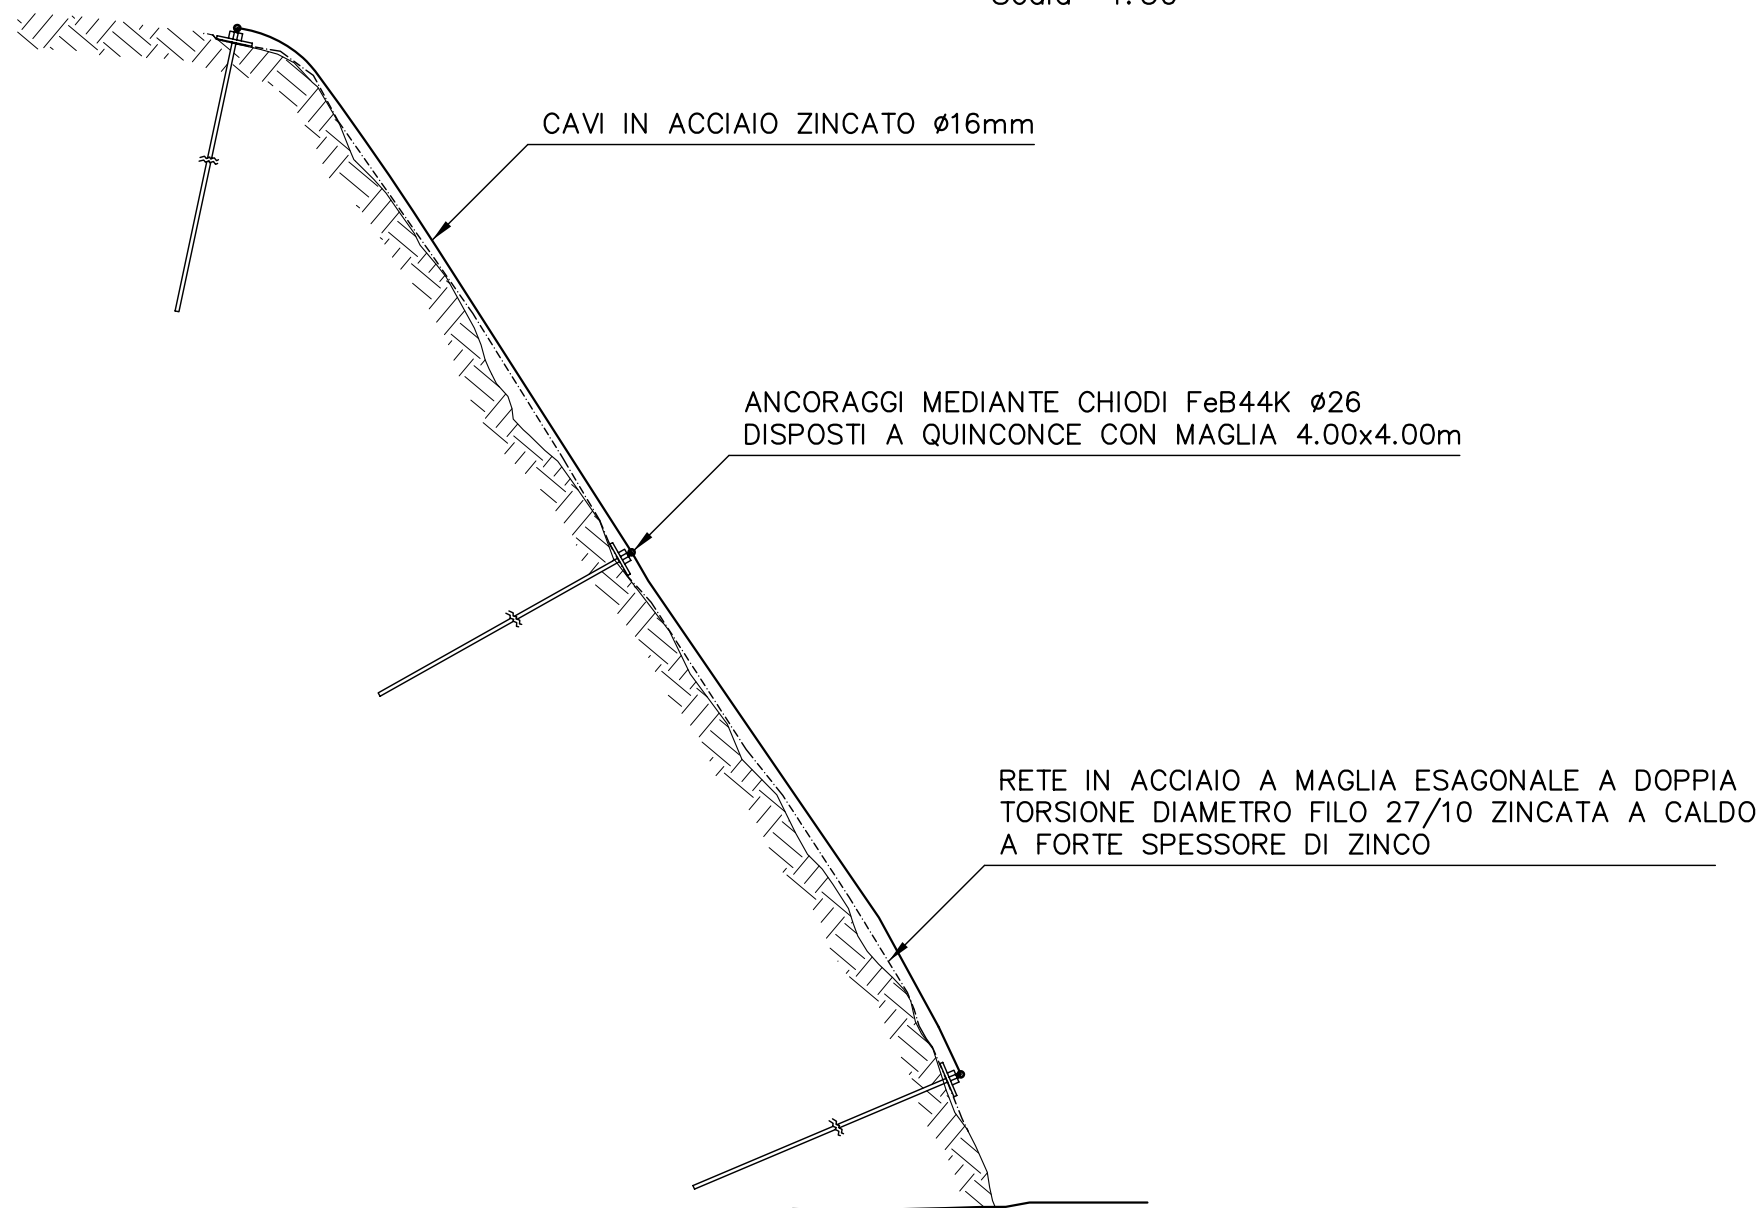 CAVI IN ACCIAIO ZINCATO ø16mm
ANCORAGGI MEDIANTE CHIODI FeB44K ø26
DISPOSTI A QUINCONCE CON MAGLIA 4.00x4.00m
RETE IN ACCIAIO A MAGLIA ESAGONALE A DOPPIA
TORSIONE DIAMETRO FILO 27/10 ZINCATA A CALDO
A FORTE SPESSORE DI ZINCO